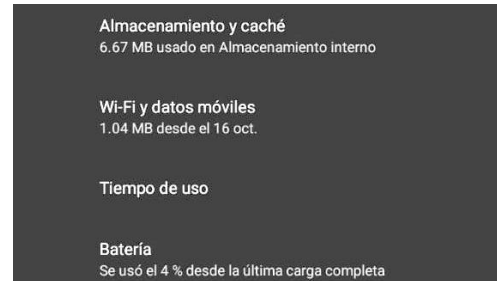 Almacenamiento y caché
6.67 MB usado en Almacenamiento interno
Wi-Fi y datos móviles
1.04 MB desde el 16 oct.
Tiempo de uso
Batería
Se usó el 4 % desde la última carga completa